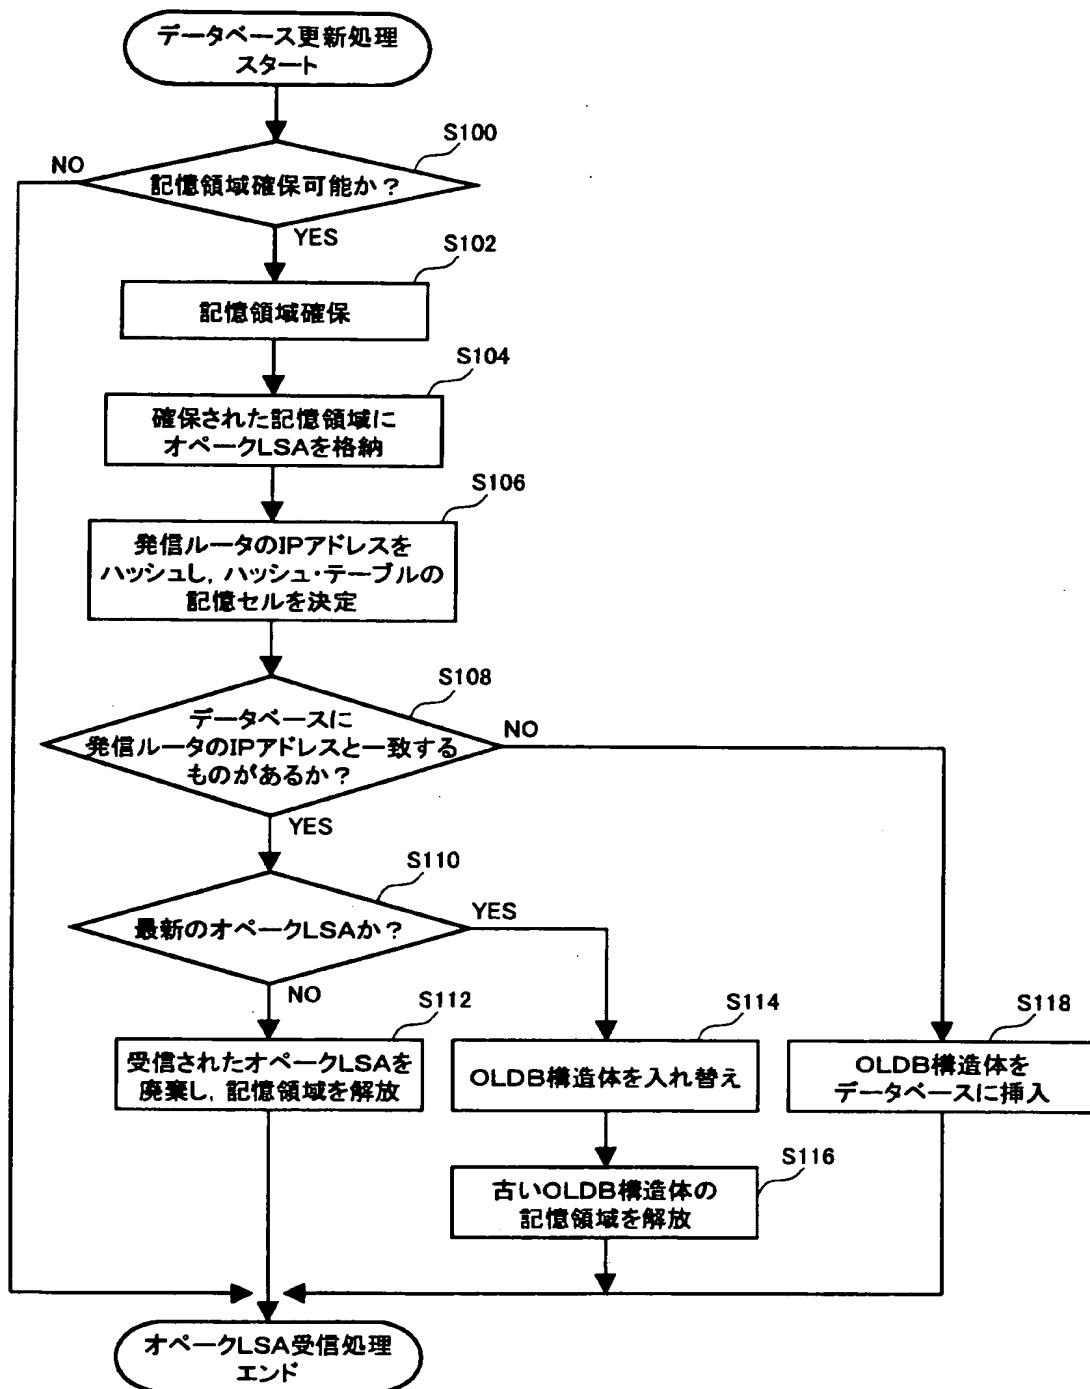 データベース更新処理
スタート
S100
NO
記憶領域確保可能か？
YES
S102
記憶領域確保
S104
確保された記憶領域に
オペークLSAを格納
S106
発信ルータのIPアドレスを
ハッシュし，ハッシュ・テーブルの
記憶セルを決定
S108
データベースに
発信ルータのIPアドレスと一致する
ものがあるか？
NO
YES
S110
最新のオペークLSAか？
YES
NO
S112
受信されたオペークLSAを
廃棄し，記憶領域を解放
S114
OLDB構造体を入れ替え
S118
OLDB構造体を
データベースに挿入
S116
古いOLDB構造体の
記憶領域を解放
オペークLSA受信処理
エンド